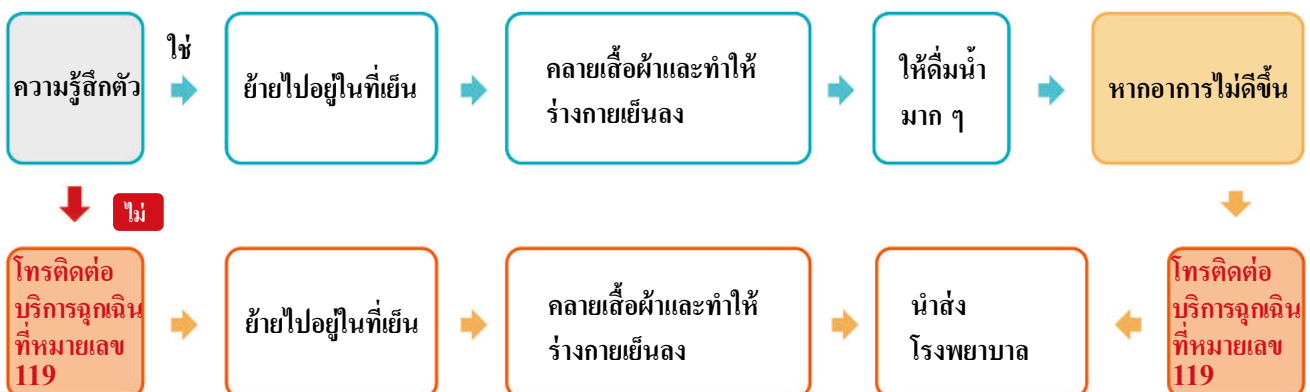 ความรู้สึกตัว
ใช่
ย้ายไปอยู่ในที่เย็น
คลายเสื้อผ้าและทำให้
ร่างกายเย็นลง
ให้ดื่มน้ำ
มาก ๆ
หากอาการไม่ดีขึ้น
ไม่
โทรติดต่อ
บริการฉุกเฉิน
ที่หมายเลข
119
ย้ายไปอยู่ในที่เย็น
คลายเสื้อผ้าและทำให้
ร่างกายเย็นลง
นำส่ง
โรงพยาบาล
โทรติดต่อ
บริการฉุกเฉิน
ที่หมายเลข
119